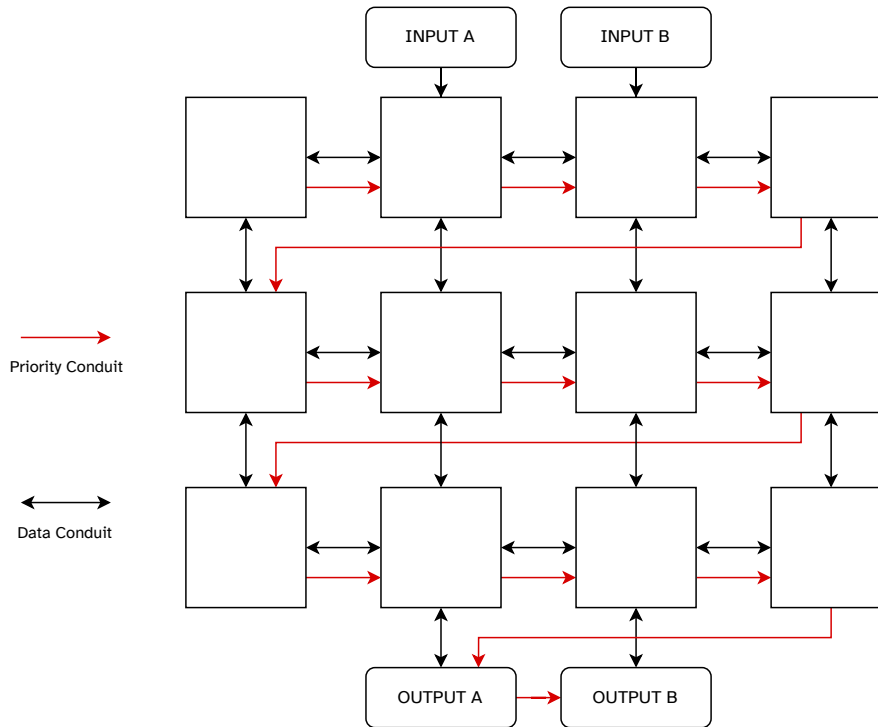 INPUT A
INPUT B
Priority Conduit
Data Conduit
OUTPUT A
OUTPUT B